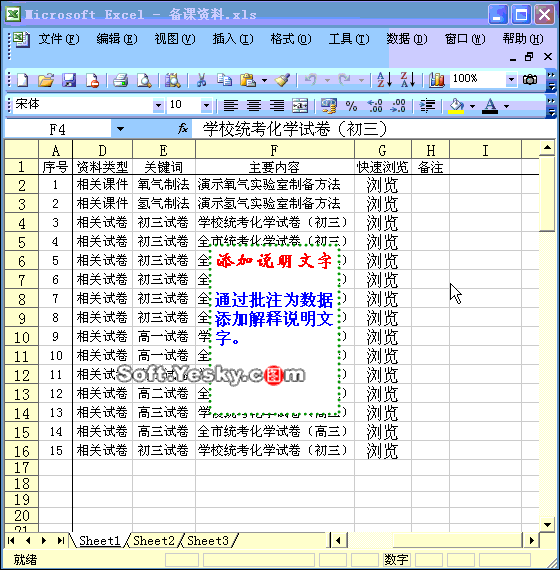 Microsoft Excel - 备课资料.xls
文件(F) 编辑(E) 视图(V) 插入(I) 格式(O) 工具(T) 数据(D) 窗口(W) 帮助(H)
100%
宋体 10
F4 fx 学校统考化学试卷（初三）
A D E F G H I
1 序号 资料类型 关键词 主要内容 快速浏览 备注
2 1 相关课件 氧气制法 演示氧气实验室制备方法 浏览
3 2 相关课件 氢气制法 演示氢气实验室制备方法 浏览
4 3 相关试卷 初三试卷 学校统考化学试卷（初三） 浏览
5 4 相关试卷 初三试卷 全市统考化学试卷（初三） 浏览
6 5 相关试卷 初三试卷 全 浏览
7 6 相关试卷 初三试卷 全 浏览
8 7 相关试卷 初三试卷 全 浏览
9 8 相关试卷 初三试卷 全 浏览
10 9 相关试卷 高一试卷 学 浏览
11 10 相关试卷 高一试卷 全 浏览
12 11 相关试卷 浏览
13 12 相关试卷 高二试卷 全 浏览
14 13 相关试卷 高三试卷 浏览
15 14 相关试卷 高三试卷 全市统考化学试卷（高三） 浏览
16 15 相关试卷 初三试卷 学校统考化学试卷（初三） 浏览
17
18
19
20
21
添加说明文字
通过批注为数据
添加解释说明文
字。
Soft.Yesky.c图m
Sheet1 Sheet2 Sheet3
就绪 数字